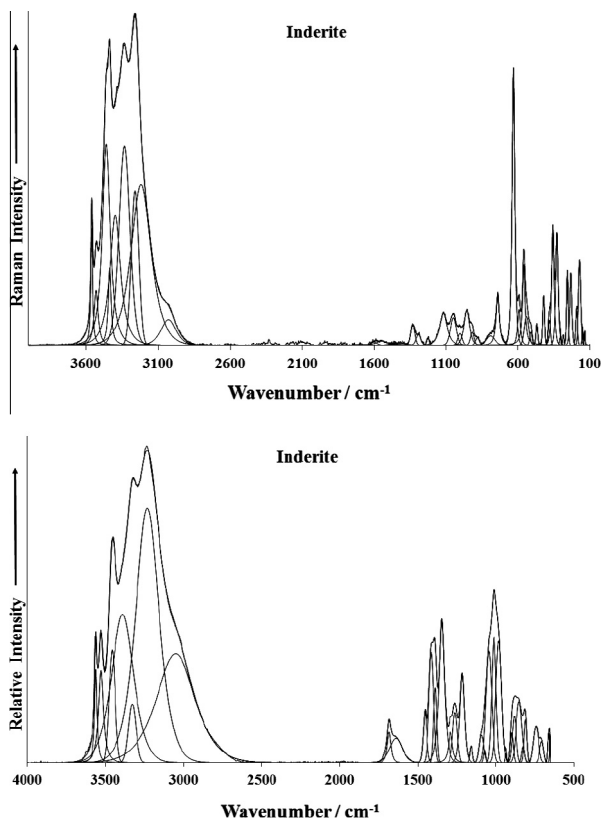 Inderite
Raman Intensity
3600 3100 2600 2100 1600 1100 600 100
Wavenumber / cm-1
Inderite
Relative Intensity
4000 3500 3000 2500 2000 1500 1000 500
Wavenumber / cm-1